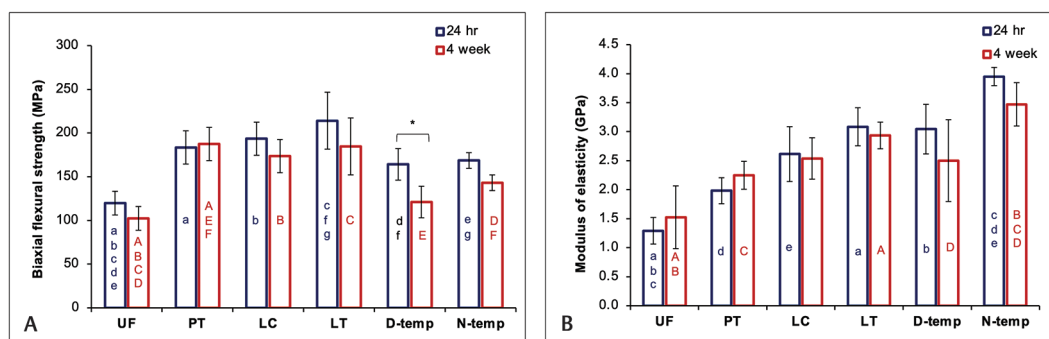 24 hr
4 week
Biaxial flexural strength (MPa)
350
300
250
200
150
100
50
0
*
a
b
c
d
e
A
B
C
D
a
A
E
F
b
B
c
f
g
C
d
f
E
e
g
D
F
UF PT LC LT D-temp N-temp
A
24 hr
4 week
Modulus of elasticity (GPa)
4.5
4.0
3.5
3.0
2.5
2.0
1.5
1.0
0.5
0.0
a
b
c
A
B
d
C
e
a
A
b
D
c
d
e
B
C
D
UF PT LC LT D-temp N-temp
B